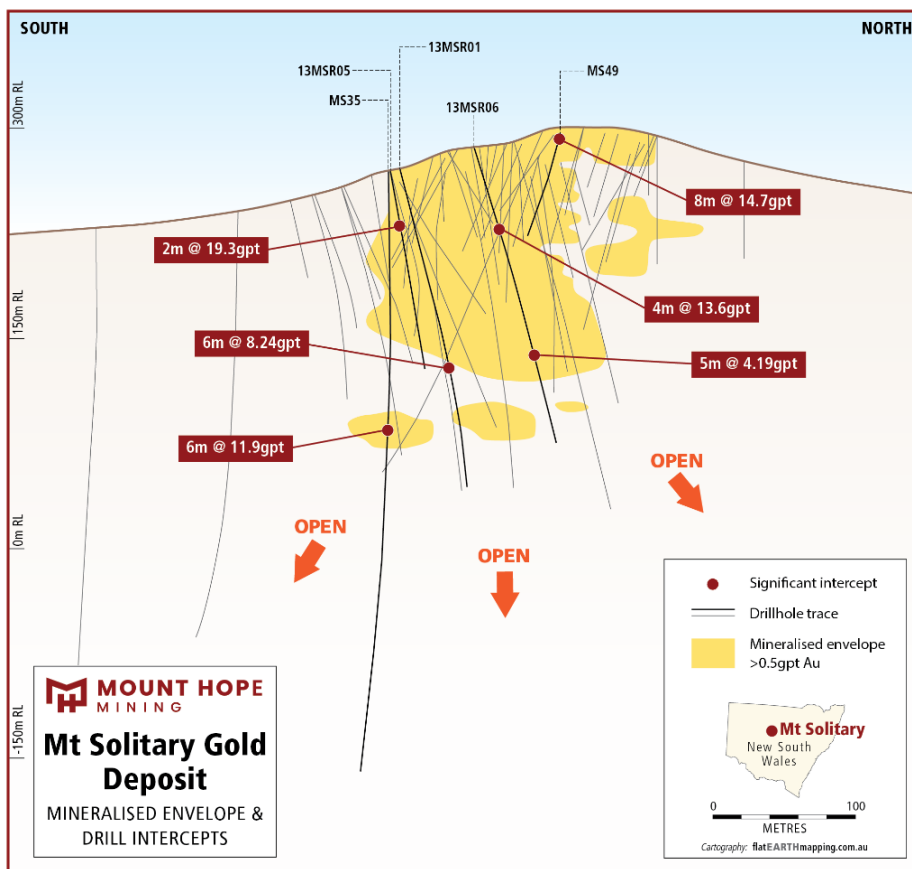 SOUTH
NORTH
13MSR01
13MSR05
MS49
MS35
13MSR06
300m RL
150m RL
0m RL
-150m RL
8m @ 14.7gpt
2m @ 19.3gpt
4m @ 13.6gpt
6m @ 8.24gpt
5m @ 4.19gpt
6m @ 11.9gpt
OPEN
OPEN
OPEN
Significant intercept
Drillhole trace
Mineralised envelope
>0.5gpt Au
Mt Solitary
New South
Wales
0 100
METRES
Cartography: flatEARTHmapping.com.au
MOUNT HOPE
MINING
Mt Solitary Gold
Deposit
MINERALISED ENVELOPE &
DRILL INTERCEPTS